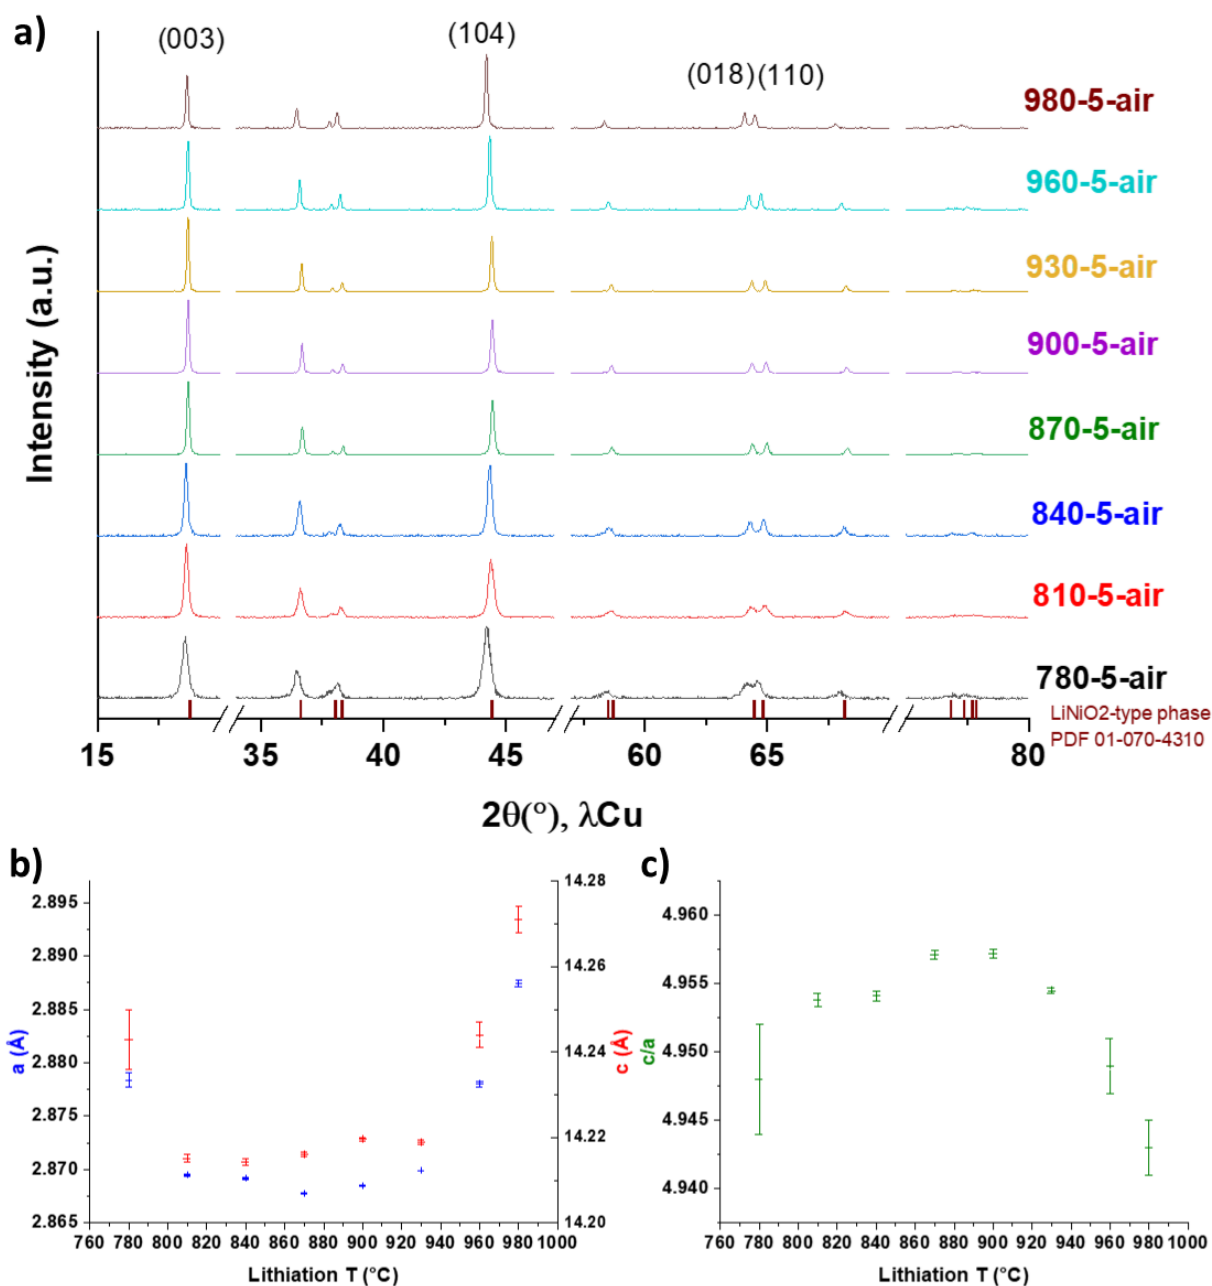 a)
(003)
(104)
(018) (110)
980-5-air
960-5-air
930-5-air
900-5-air
870-5-air
840-5-air
810-5-air
780-5-air
LiNiO2-type phase
PDF 01-070-4310
Intensity (a.u.)
15 35 40 45 60 65 80
2θ(°), λCu
b)
2.895
2.890
2.885
2.880
2.875
2.870
2.865
a (Å)
14.28
14.26
14.24
14.22
14.20
c (Å)
760 780 800 820 840 860 880 900 920 940 960 980 1000
Lithiation T (°C)
c)
4.960
4.955
4.950
4.945
4.940
c/a
760 780 800 820 840 860 880 900 920 940 960 980 1000
Lithiation T (°C)